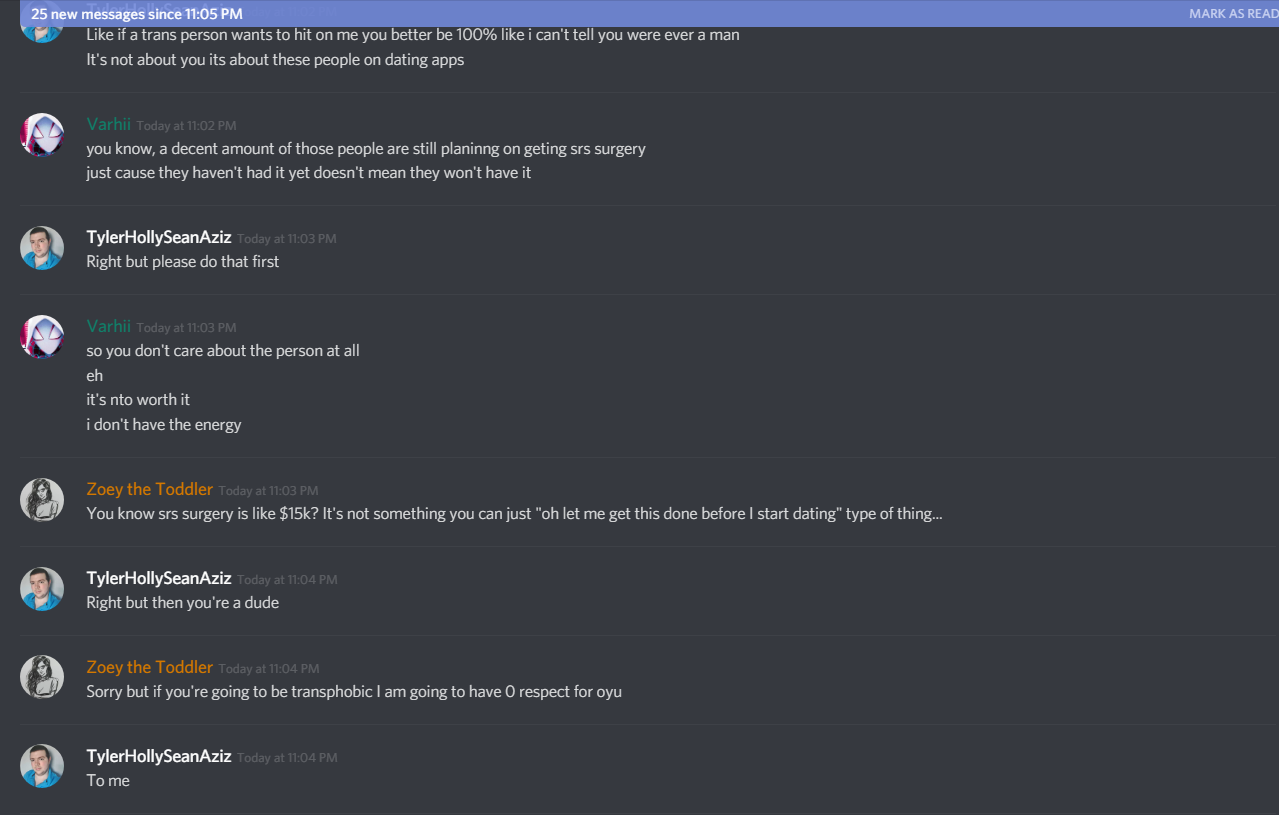 25 new messages since 11:05 PM
MARK AS READ
Like if a trans person wants to hit on me you better be 100% like i can't tell you were ever a man
It's not about you its about these people on dating apps
Varhii Today at 11:02 PM
you know, a decent amount of those people are still planinng on geting srs surgery
just cause they haven't had it yet doesn't mean they won't have it
TylerHollySeanAziz Today at 11:03 PM
Right but please do that first
Varhii Today at 11:03 PM
so you don't care about the person at all
eh
it's nto worth it
i don't have the energy
Zoey the Toddler Today at 11:03 PM
You know srs surgery is like $15k? It's not something you can just "oh let me get this done before I start dating" type of thing...
TylerHollySeanAziz Today at 11:04 PM
Right but then you're a dude
Zoey the Toddler Today at 11:04 PM
Sorry but if you're going to be transphobic I am going to have 0 respect for oyu
TylerHollySeanAziz Today at 11:04 PM
To me